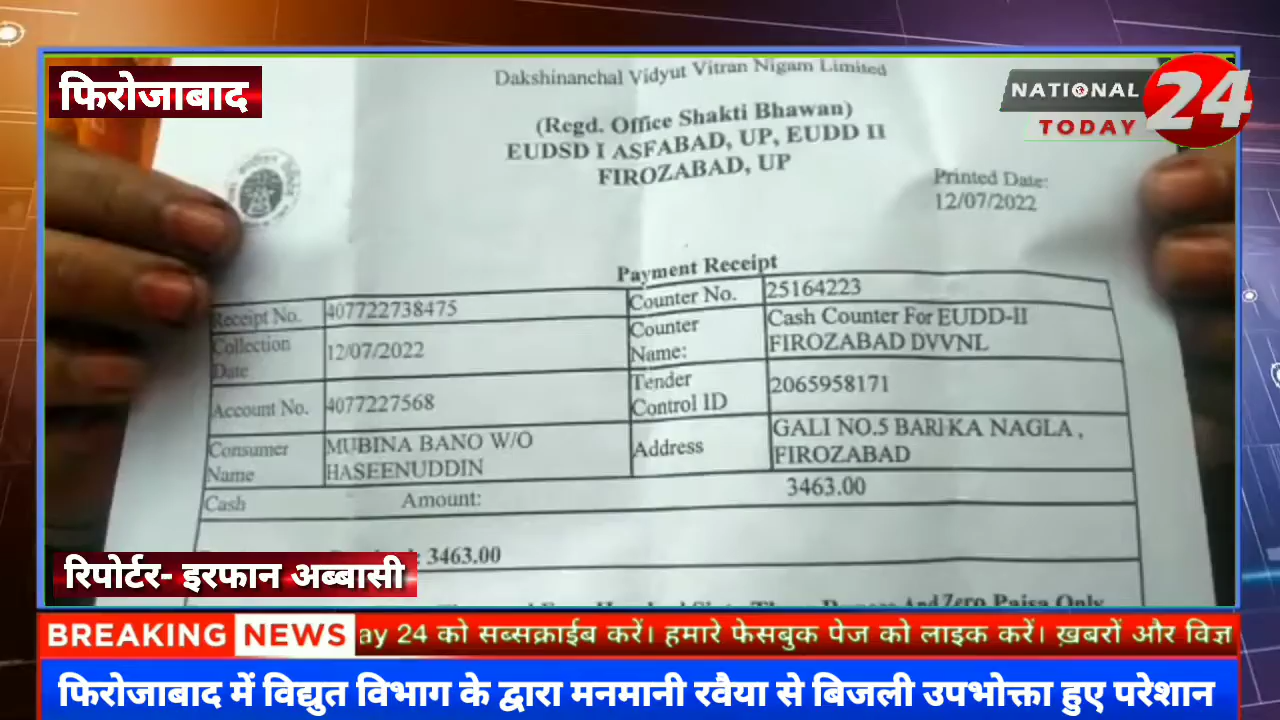 फिरोजाबाद
NATIONAL 24
TODAY
Dakshinanchal Vidyut Vitran Nigam Limited
(Regd. Office Shakti Bhawan)
EUDSD I ASFABAD, UP, EUDD II
FIROZABAD, UP
Printed Date:
12/07/2022
Payment Receipt
Receipt No. 407722738475 Counter No. 25164223
Collection Date 12/07/2022 Counter Name: Cash Counter For EUDD-II FIROZABAD DVVNL
Account No. 4077227568 Tender Control ID 2065958171
Consumer Name MUBINA BANO W/O HASEENUDDIN Address GALI NO.5 BARI KA NAGLA , FIROZABAD
Cash Amount: 3463.00
3463.00
And Zero Paisa Only
रिपोर्टर- इरफान अब्बासी
BREAKING NEWS ay 24 को सब्सक्राईब करें। हमारे फेसबुक पेज को लाइक करें। ख़बरों और विज्ञ
फिरोजाबाद में विद्युत विभाग के द्वारा मनमानी रवैया से बिजली उपभोक्ता हुए परेशान